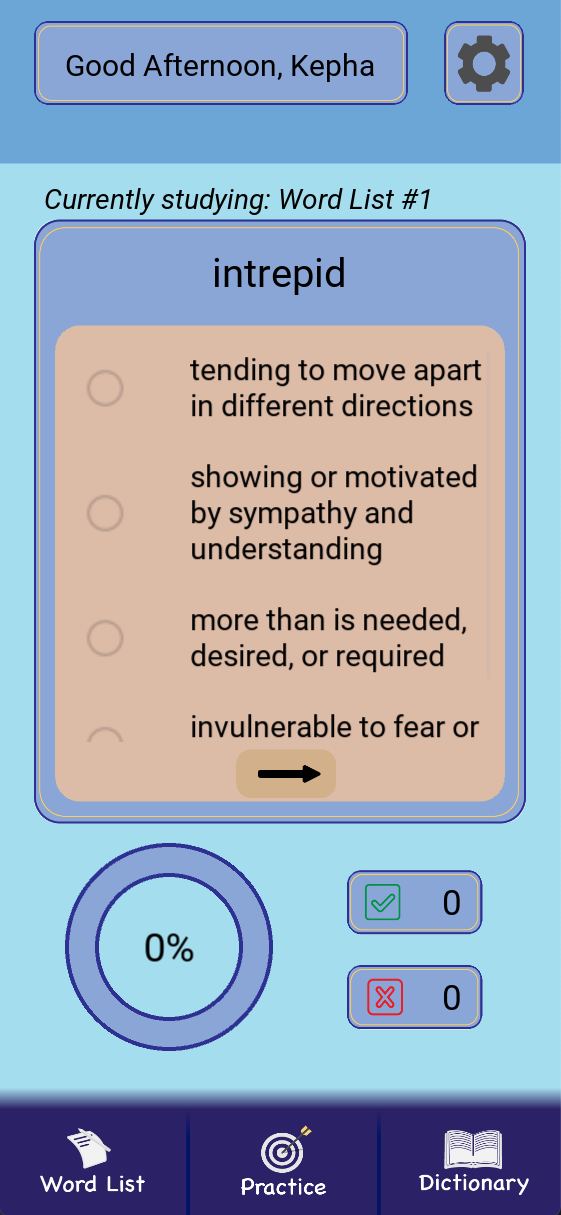 Good Afternoon, Kepha
Currently studying: Word List #1
intrepid
tending to move apart
in different directions
showing or motivated
by sympathy and
understanding
more than is needed,
desired, or required
invulnerable to fear or
0%
0
0
Word List
Practice
Dictionary